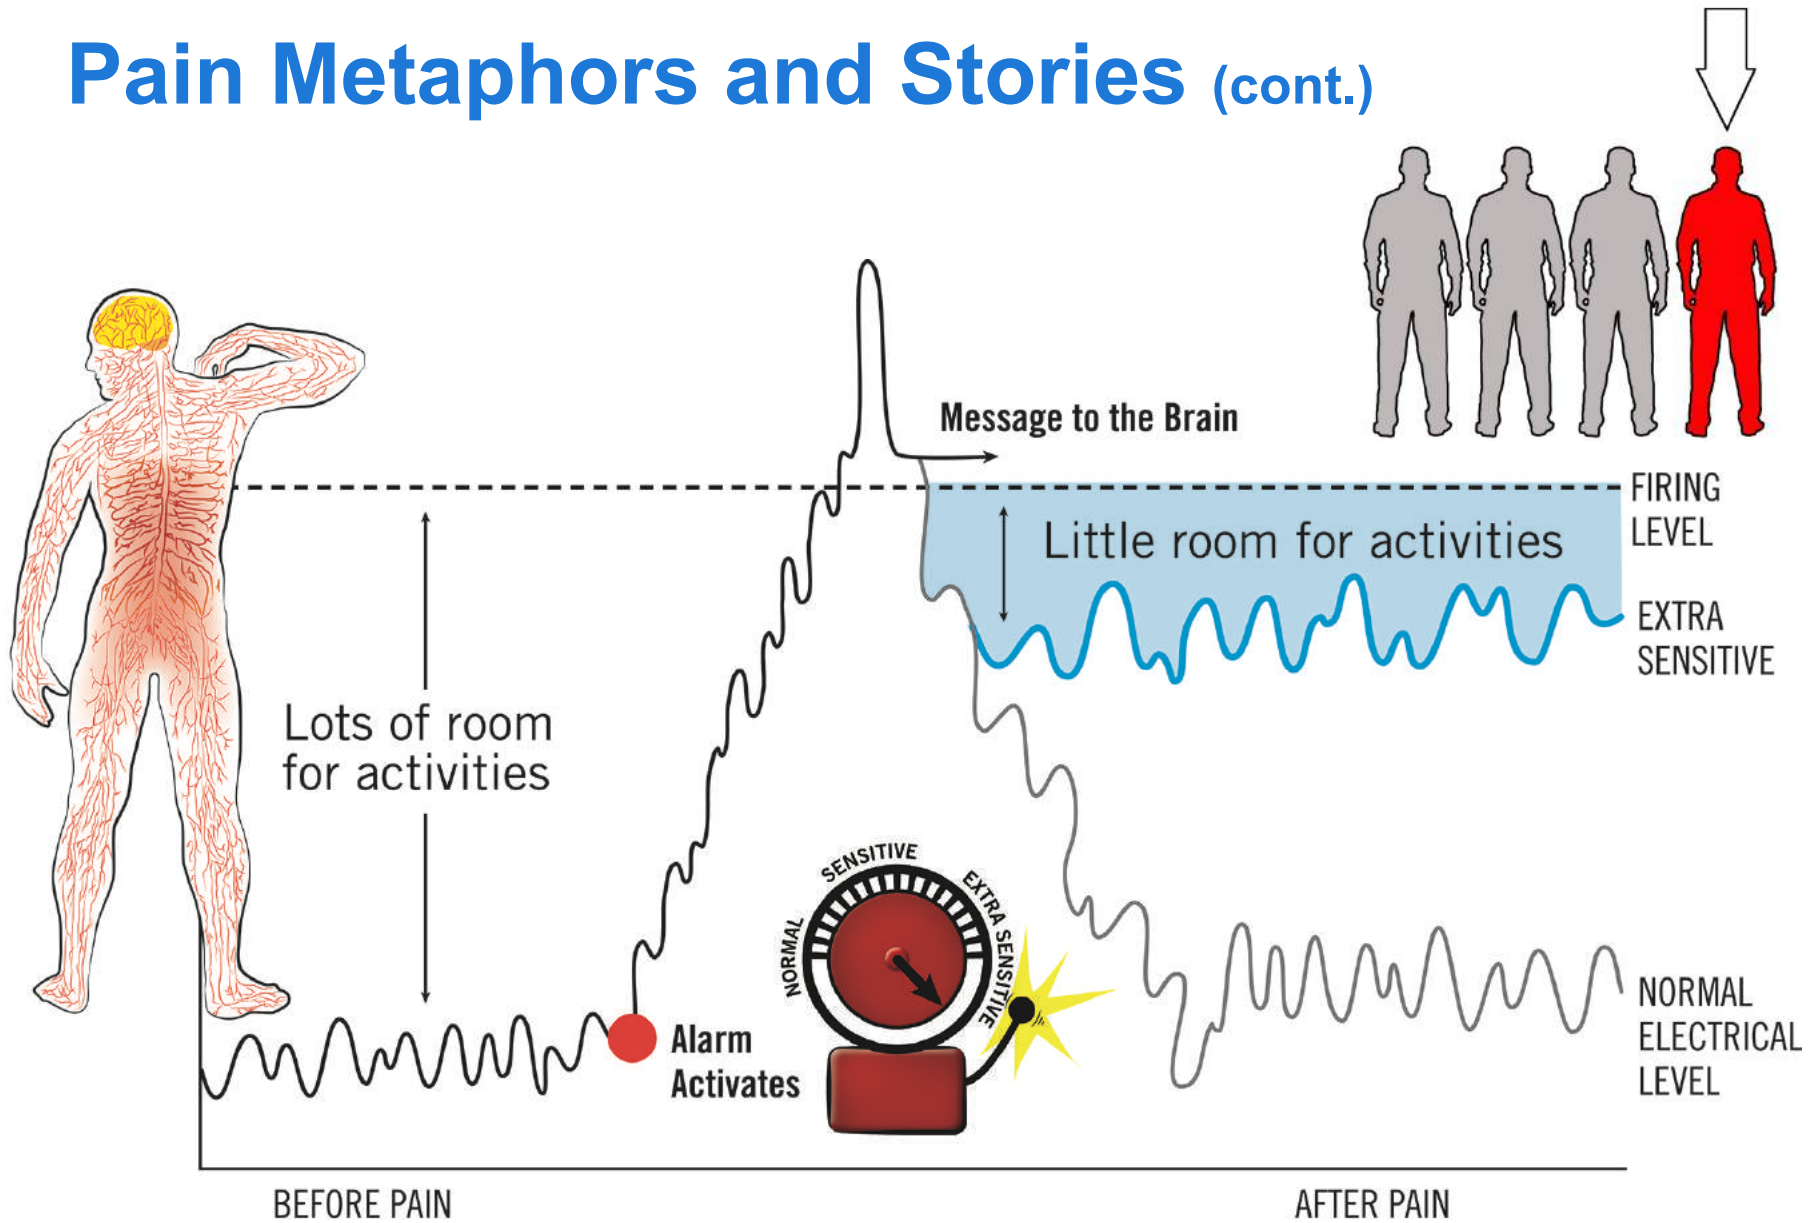 Pain Metaphors and Stories (cont.)
Message to the Brain
FIRING
LEVEL
Little room for activities
EXTRA
SENSITIVE
Lots of room
for activities
NORMAL
SENSITIVE
EXTRA SENSITIVE
Alarm
Activates
NORMAL
ELECTRICAL
LEVEL
BEFORE PAIN
AFTER PAIN